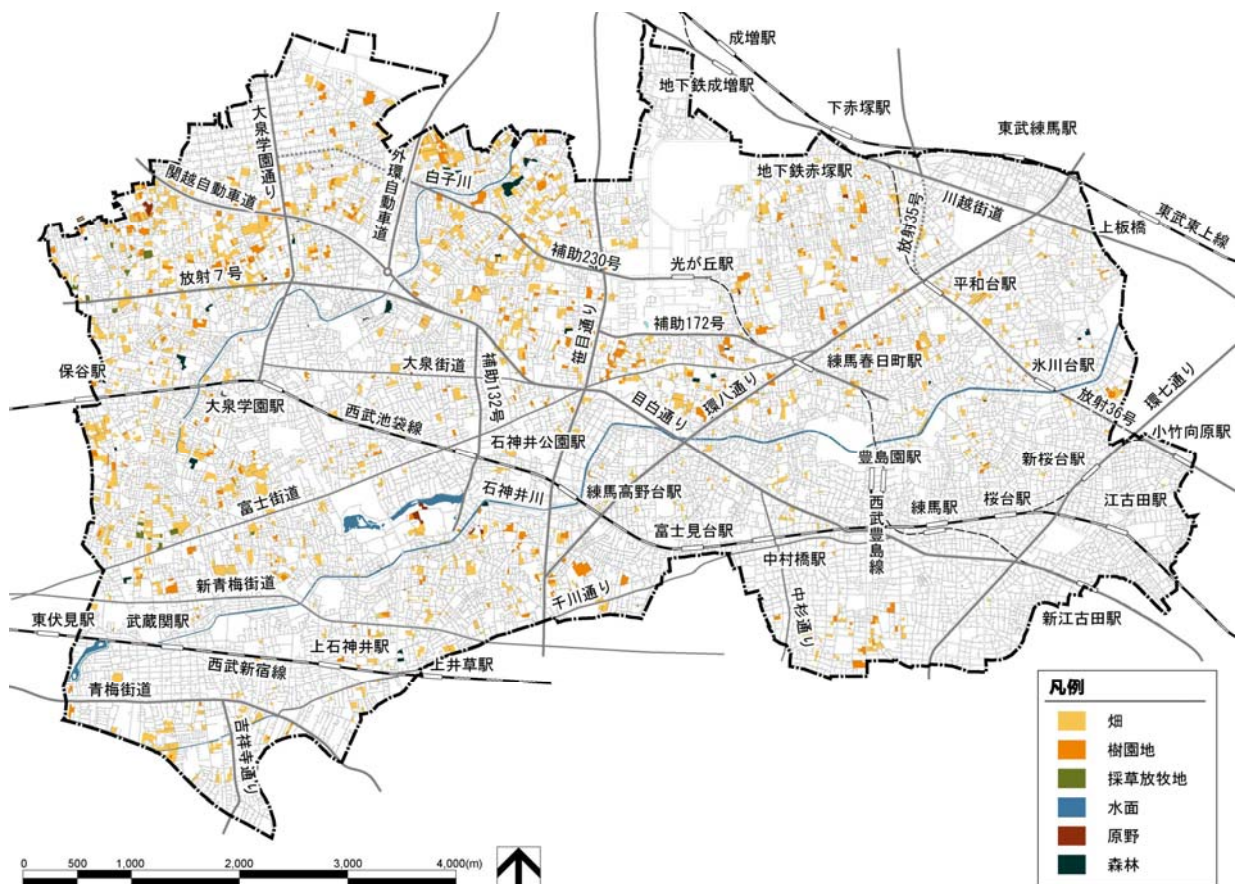 成増駅
地下鉄成増駅
下赤塚駅
東武練馬駅
大泉学園通り
外環自動車道
関越自動車道
白子川
地下鉄赤塚駅
放射35号
川越街道
上板橋
東武東上線
放射7号
補助230号
光が丘駅
平和台駅
笹目通り
補助172号
保谷駅
大泉街道
補助132号
練馬春日町駅
氷川台駅
大泉学園駅
西武池袋線
目白通り
環八通り
放射36号
環七通り
石神井公園駅
小竹向原駅
豊島園駅
新桜台駅
富士街道
石神井川
練馬高野台駅
練馬駅
桜台駅
江古田駅
富士見台駅
西武豊島線
中村橋駅
新青梅街道
千川通り
東伏見駅
武蔵関駅
中杉通り
新江古田駅
上石神井駅
上井草駅
西武新宿線
青梅街道
吉祥寺通り
凡例
畑
樹園地
採草放牧地
水面
原野
森林
0 500 1,000 2,000 3,000 4,000(m)